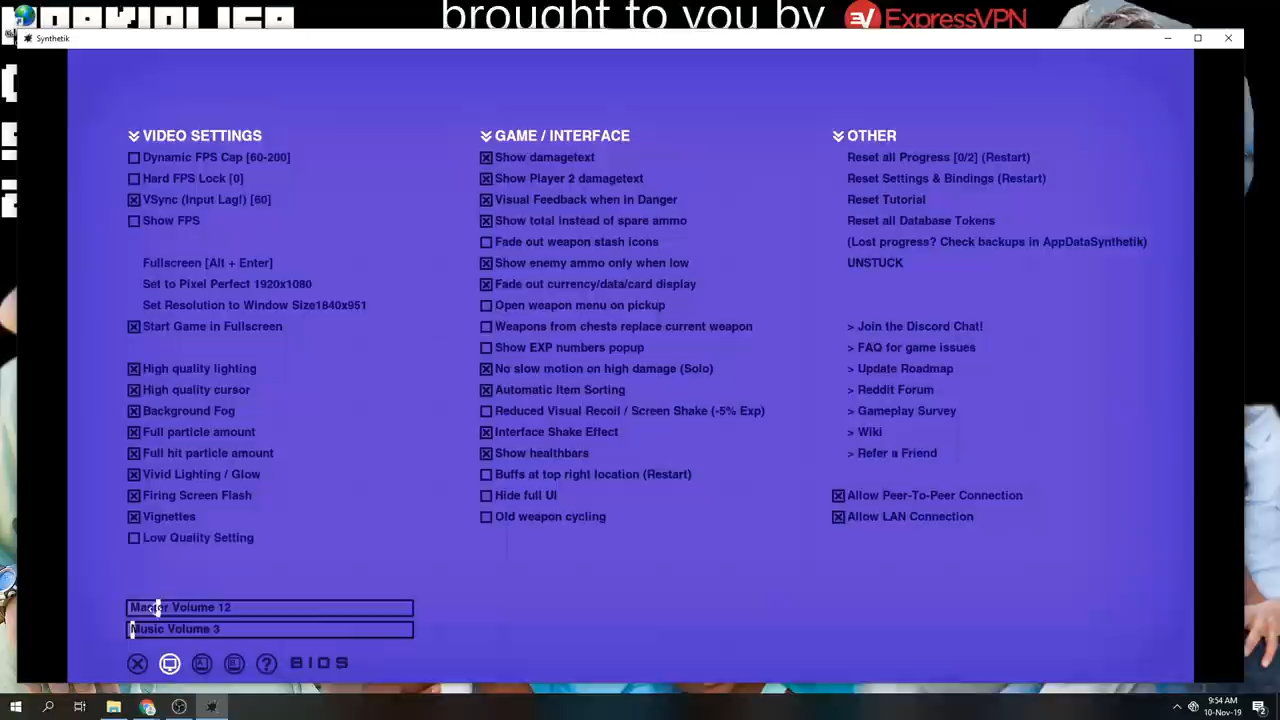 brought to you by ExpressVPN
Synthetik
VIDEO SETTINGS
Dynamic FPS Cap [60-200]
Hard FPS Lock [0]
VSync (Input Lag!) [60]
Show FPS
Fullscreen [Alt + Enter]
Set to Pixel Perfect 1920x1080
Set Resolution to Window Size1840x951
Start Game in Fullscreen
High quality lighting
High quality cursor
Background Fog
Full particle amount
Full hit particle amount
Vivid Lighting / Glow
Firing Screen Flash
Vignettes
Low Quality Setting
GAME / INTERFACE
Show damagetext
Show Player 2 damagetext
Visual Feedback when in Danger
Show total instead of spare ammo
Fade out weapon stash icons
Show enemy ammo only when low
Fade out currency/data/card display
Open weapon menu on pickup
Weapons from chests replace current weapon
Show EXP numbers popup
No slow motion on high damage (Solo)
Automatic Item Sorting
Reduced Visual Recoil / Screen Shake (-5% Exp)
Interface Shake Effect
Show healthbars
Buffs at top right location (Restart)
Hide full UI
Old weapon cycling
OTHER
Reset all Progress [0/2] (Restart)
Reset Settings & Bindings (Restart)
Reset Tutorial
Reset all Database Tokens
(Lost progress? Check backups in AppDataSynthetik)
UNSTUCK
> Join the Discord Chat!
> FAQ for game issues
> Update Roadmap
> Reddit Forum
> Gameplay Survey
> Wiki
> Refer a Friend
Allow Peer-To-Peer Connection
Allow LAN Connection
Master Volume 12
Music Volume 3
BIOS
9:54 AM
10-Nov-19